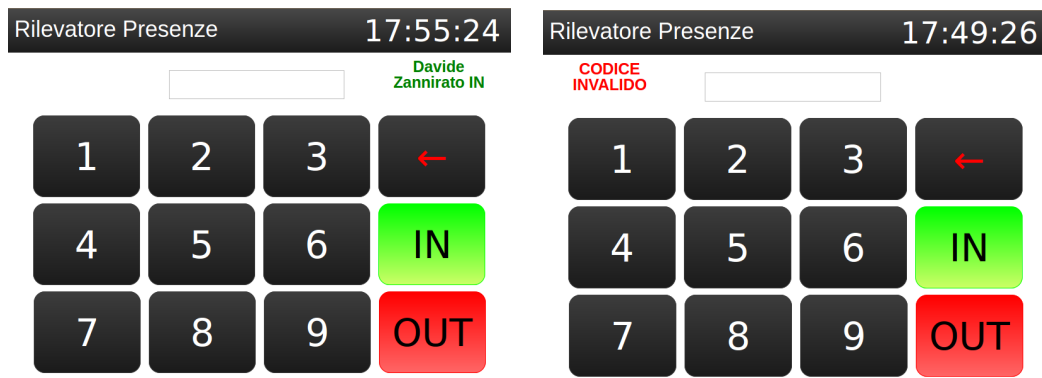 Rilevatore Presenze 17:55:24
Davide
Zannirato IN
1 2 3 ←
4 5 6 IN
7 8 9 OUT
Rilevatore Presenze 17:49:26
CODICE
INVALIDO
1 2 3 ←
4 5 6 IN
7 8 9 OUT